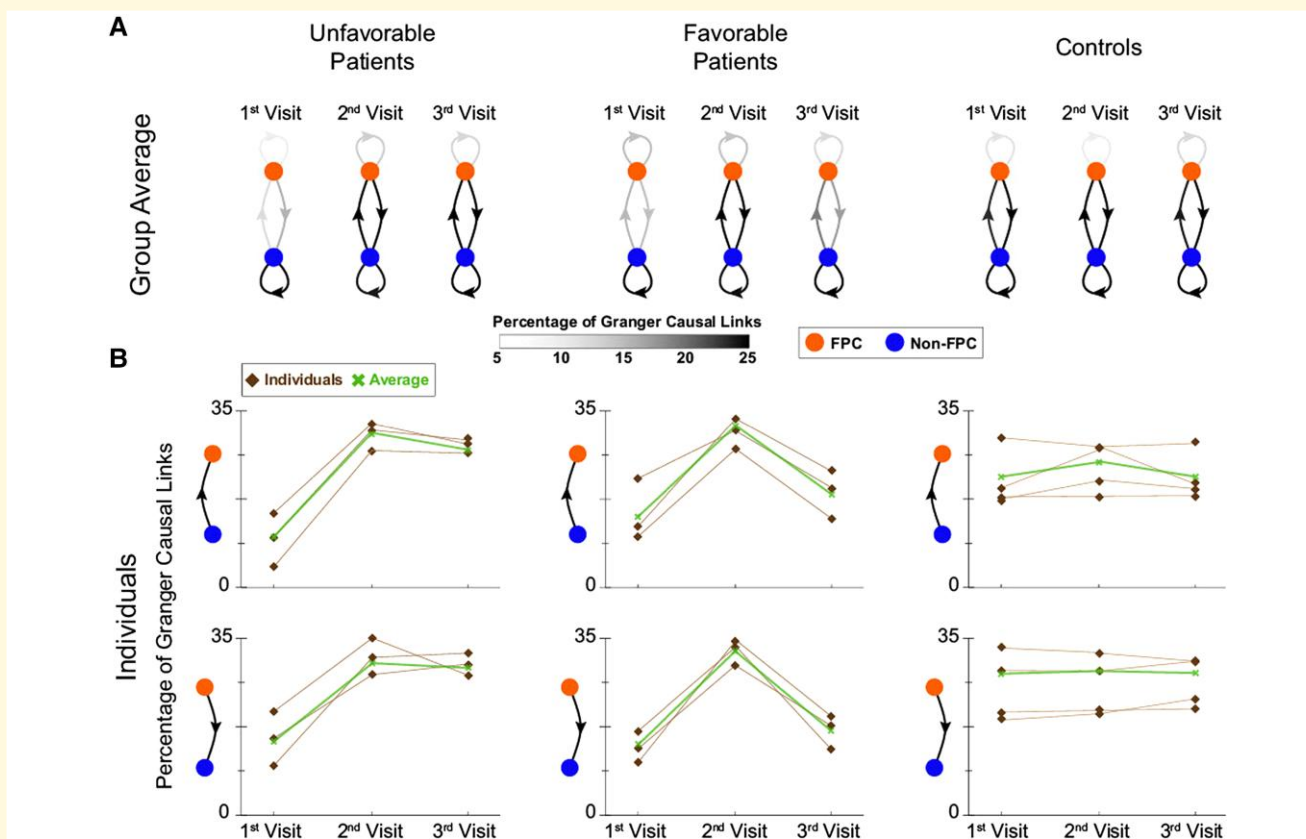 A
Unfavorable
Patients
Favorable
Patients
Controls
Group Average
1st Visit 2nd Visit 3rd Visit
1st Visit 2nd Visit 3rd Visit
1st Visit 2nd Visit 3rd Visit
Percentage of Granger Causal Links
5 10 15 20 25
FPC Non-FPC
B
Individuals Average
Individuals
Percentage of Granger Causal Links
35
0
35
0
35
0
35
0
35
0
35
0
1st Visit 2nd Visit 3rd Visit
1st Visit 2nd Visit 3rd Visit
1st Visit 2nd Visit 3rd Visit